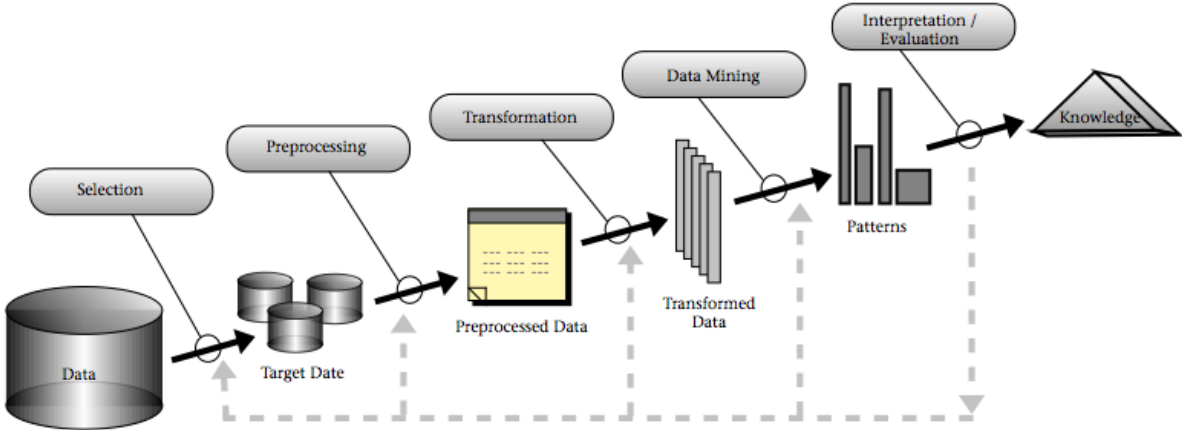 Interpretation /
Evaluation
Data Mining
Transformation
Preprocessing
Selection
Knowledge
Patterns
Transformed
Data
Preprocessed Data
Target Date
Data